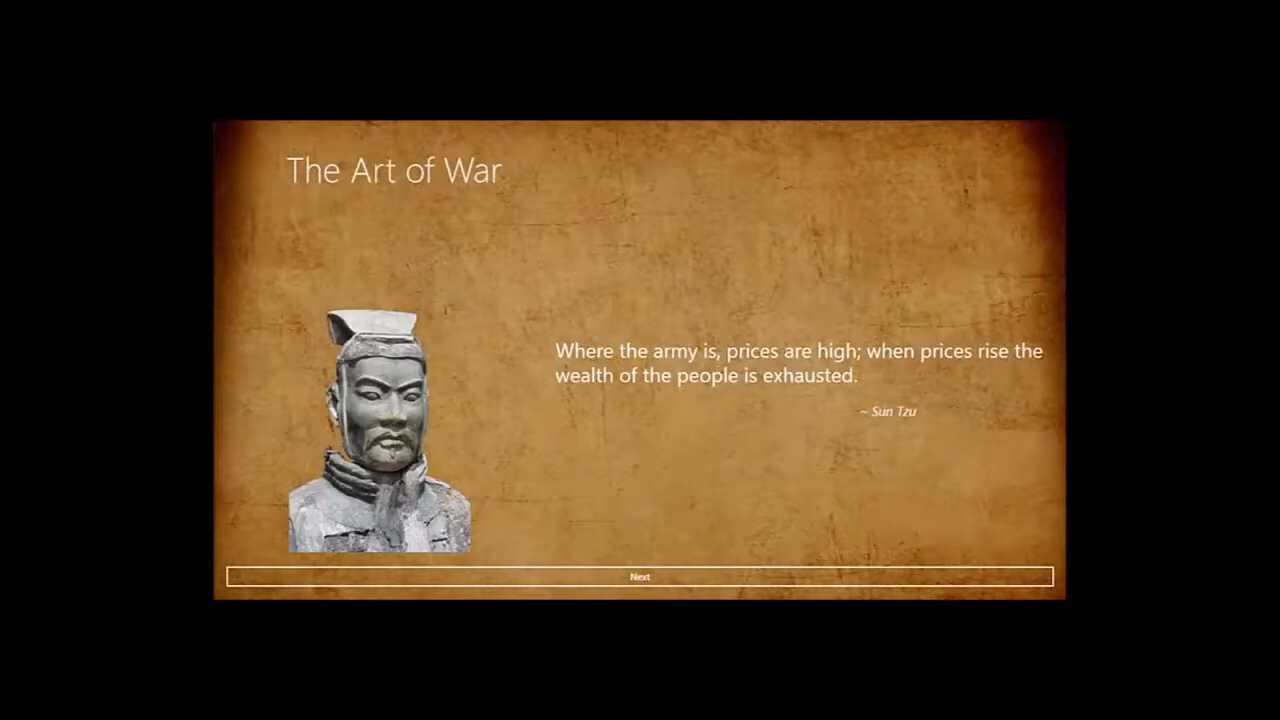 The Art of War
Where the army is, prices are high; when prices rise the
wealth of the people is exhausted.
~ Sun Tzu
Next